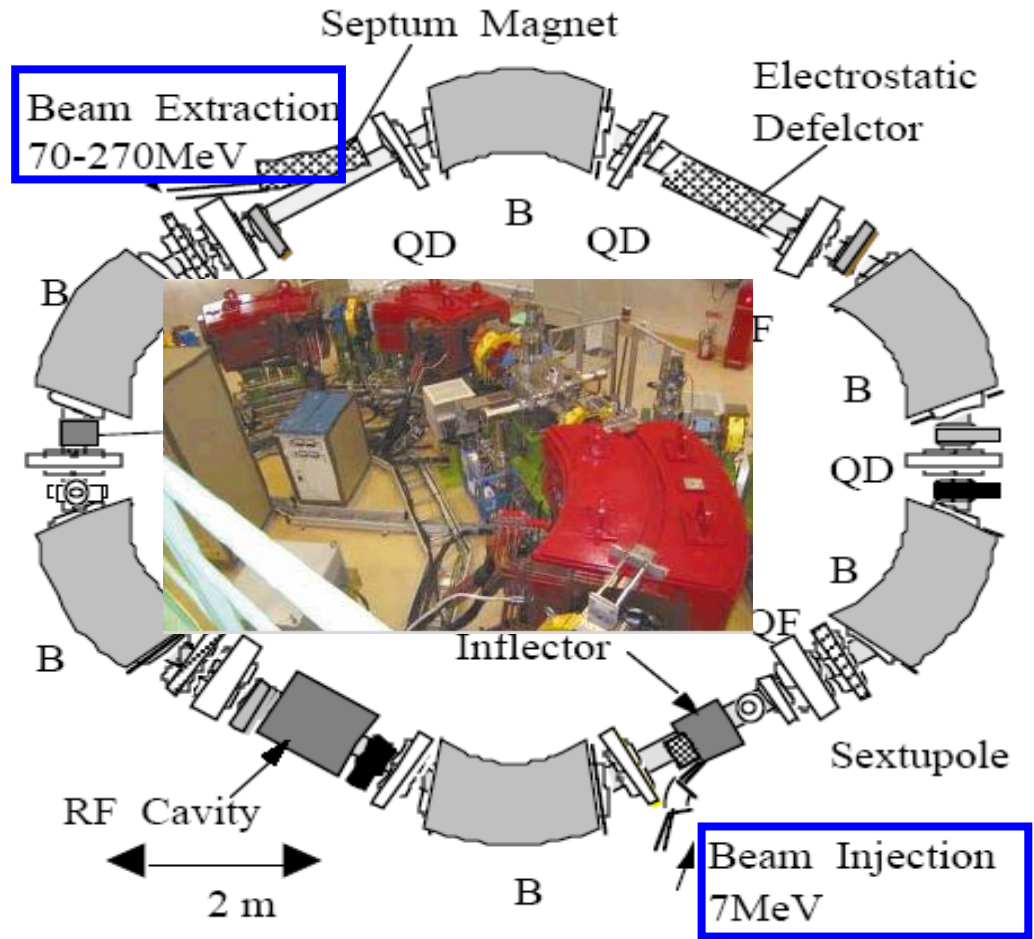 Septum Magnet
Beam Extraction
70-270MeV
Electrostatic
Defelctor
B
QD
QD
B
F
B
QD
B
QF
Inflector
B
Sextupole
RF Cavity
2 m
B
Beam Injection
7MeV